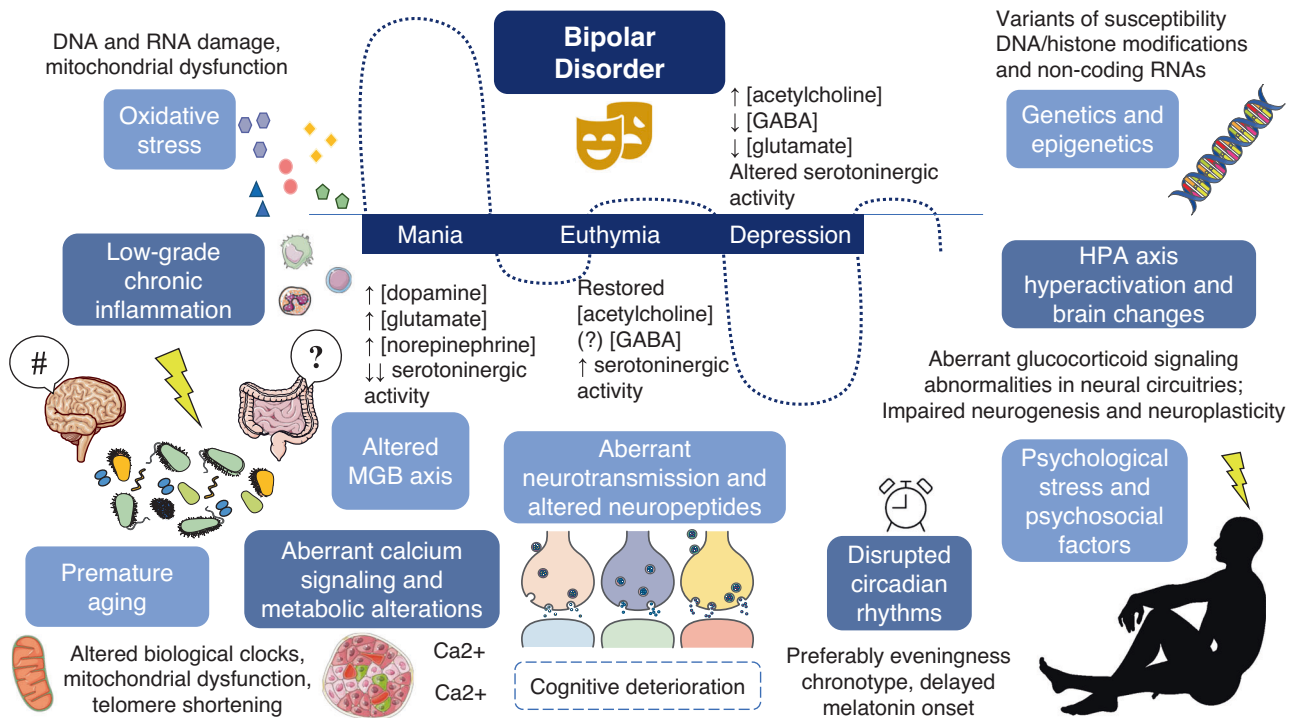 Bipolar
Disorder
DNA and RNA damage,
mitochondrial dysfunction
Oxidative
stress
Low-grade
chronic
inflammation
Mania
Euthymia
Depression
↑ [dopamine]
↑ [glutamate]
↑ [norepinephrine]
↓↓ serotoninergic
activity
Restored
[acetylcholine]
(?) [GABA]
↑ serotoninergic
activity
↑ [acetylcholine]
↓ [GABA]
↓ [glutamate]
Altered serotoninergic
activity
Variants of susceptibility
DNA/histone modifications
and non-coding RNAs
Genetics and
epigenetics
HPA axis
hyperactivation and
brain changes
Aberrant glucocorticoid signaling
abnormalities in neural circuitries;
Impaired neurogenesis and neuroplasticity
#
?
Altered
MGB axis
Aberrant
neurotransmission and
altered neuropeptides
Psychological
stress and
psychosocial
factors
Premature
aging
Altered biological clocks,
mitochondrial dysfunction,
telomere shortening
Aberrant calcium
signaling and
metabolic alterations
Ca2+
Ca2+
Cognitive deterioration
Disrupted
circadian
rhythms
Preferably eveningness
chronotype, delayed
melatonin onset